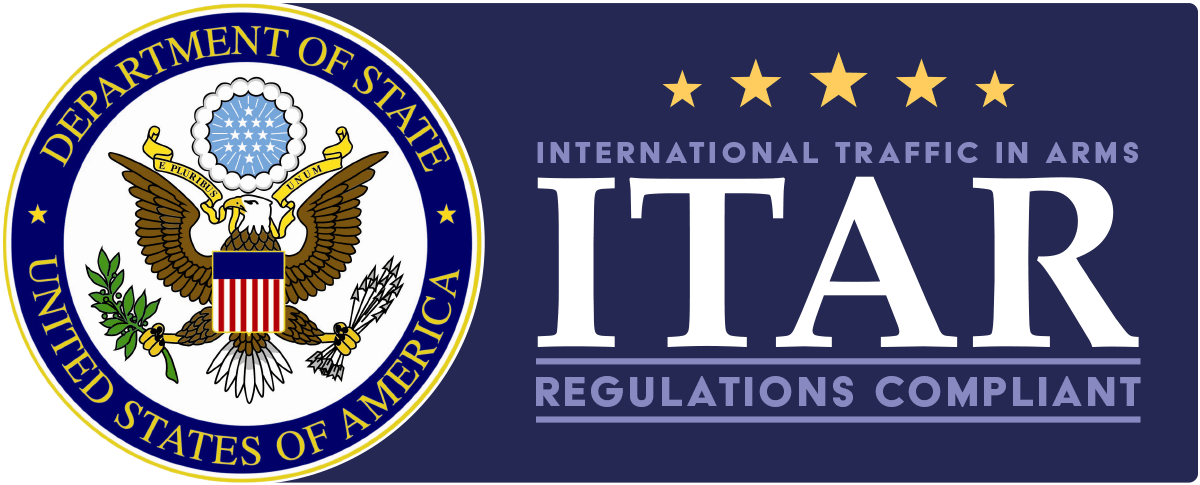 DEPARTMENT OF STATE
E PLURIBUS UNUM
UNITED STATES OF AMERICA
INTERNATIONAL TRAFFIC IN ARMS
ITAR
REGULATIONS COMPLIANT